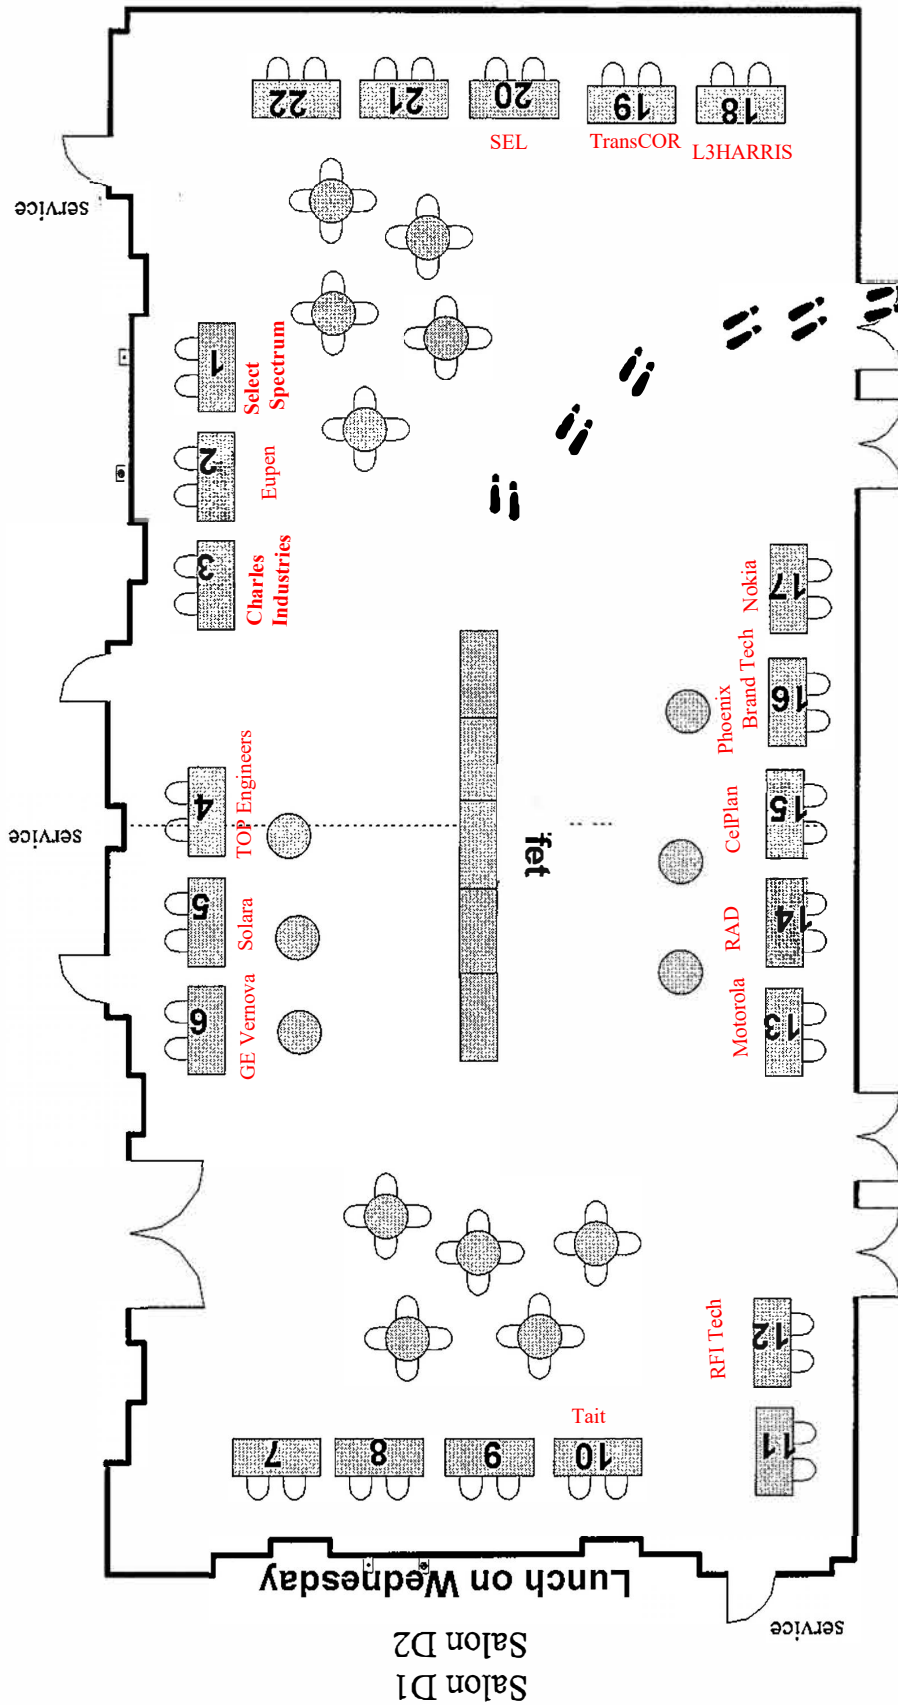 22
21
20
19
18
SEL
TransCOR
L3HARRIS
service
1
Select
Spectrum
2
Eupen
3
Charles
Industries
17
Nokia
16
Phoenix
Brand Tech
4
TOP Engineers
service
fet
15
CelPlan
5
Solara
14
RAD
6
GE Vernova
13
Motorola
12
RFI Tech
Tait
7
8
9
10
11
Lunch on Wednesday
service
Salon D2
Salon D1